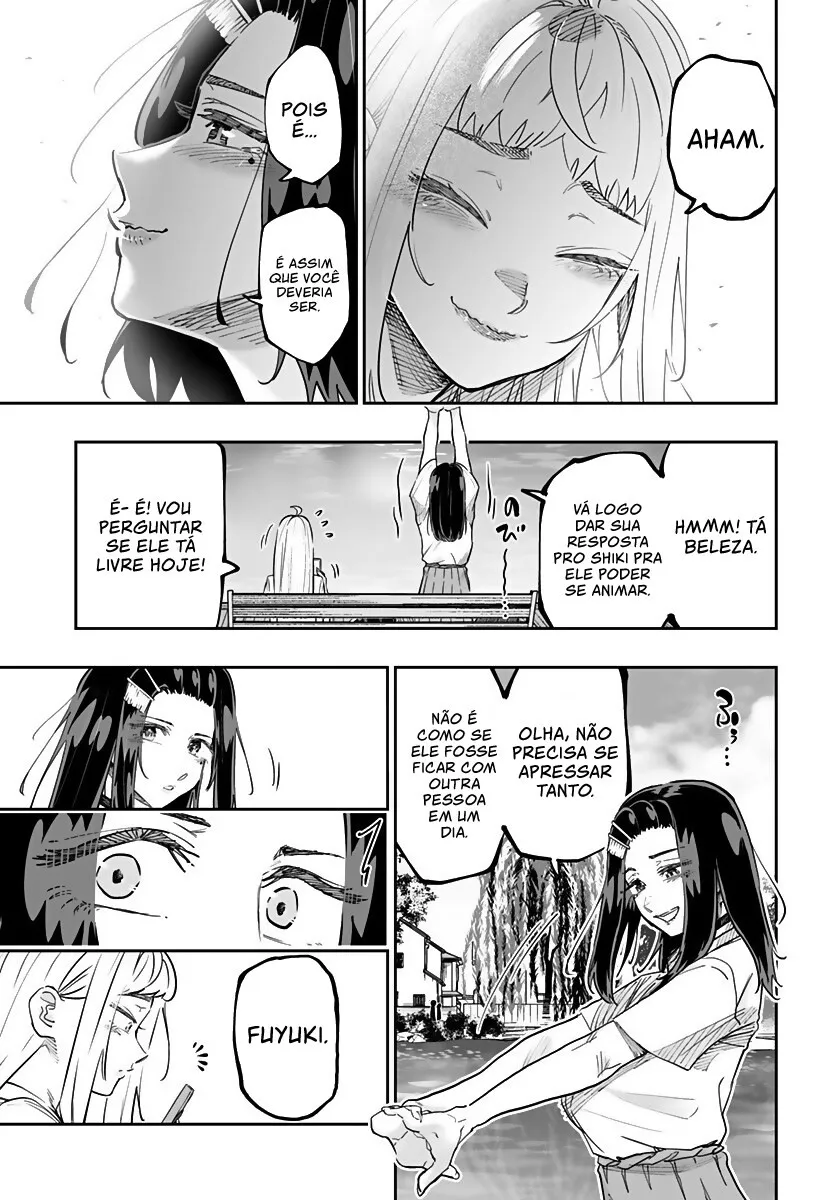 AHAM.
POIS
É...
É ASSIM
QUE VOCÊ
DEVERIA
SER.
HMMM! TÁ
BELEZA.
VÁ LOGO
DAR SUA
RESPOSTA
PRO SHIKI PRA
ELE PODER
SE ANIMAR.
のび
É- É! VOU
PERGUNTAR
SE ELE TÁ
LIVRE HOJE!
OLHA, NÃO
PRECISA SE
APRESSAR
TANTO.
NÃO É
COMO SE
ELE FOSSE
FICAR COM
OUTRA
PESSOA
EM UM
DIA.
FUYUKI.